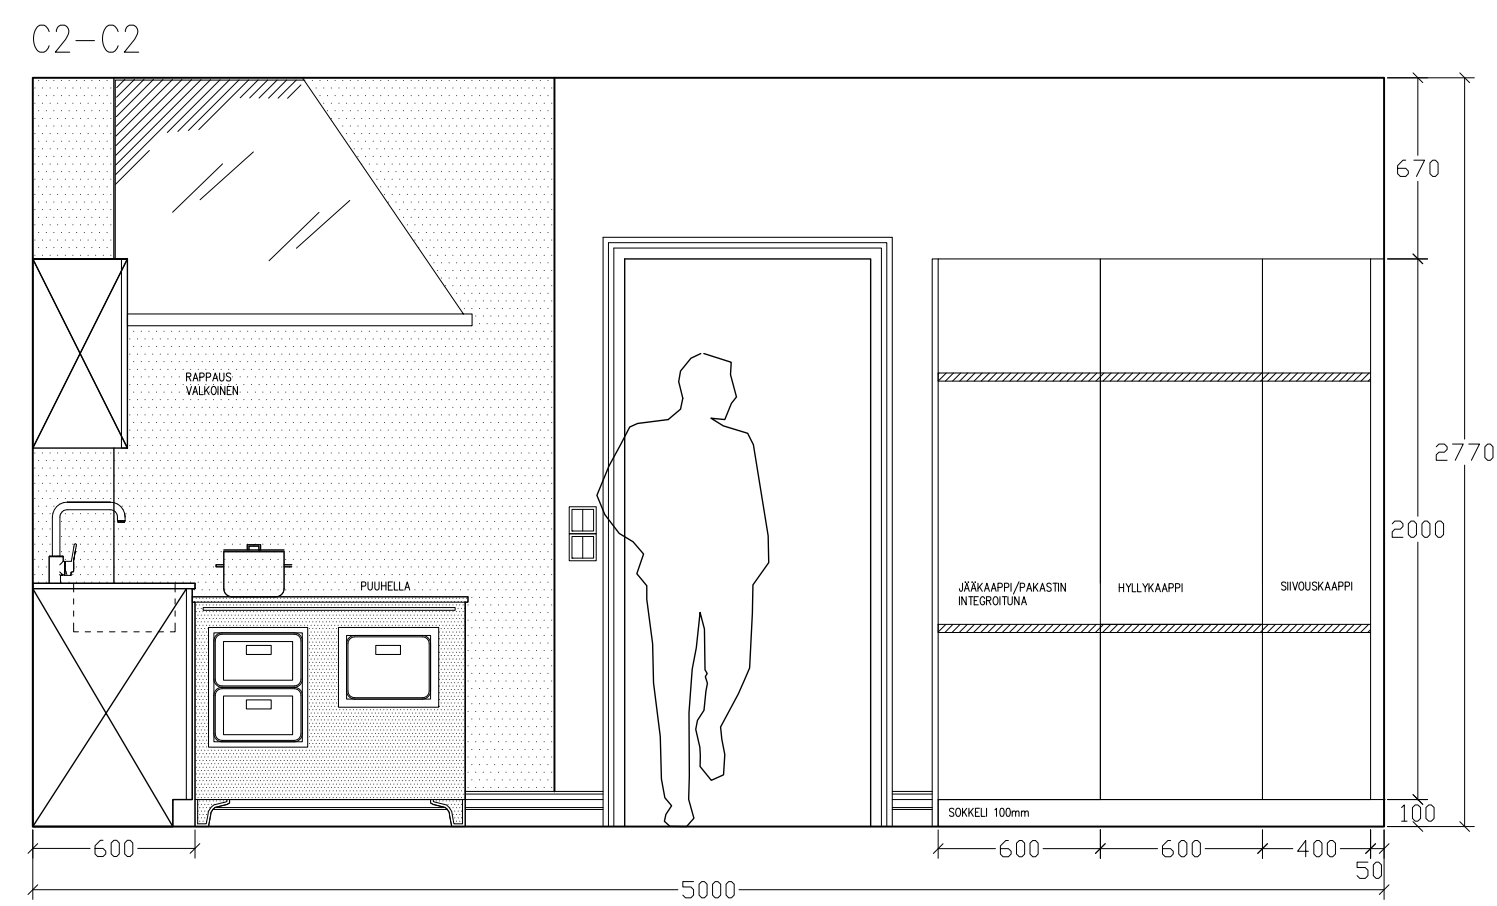 C2-C2
670
2770
RAPPAUS
VALKOINEN
2000
PUUHELLA
JÄÄKAAPPI/PAKASTIN
INTEGROITUNA
HYLLYKAAPPI
SIIVOUSKAAPPI
SOKKELI 100mm
100
600
600
600
400
50
5000